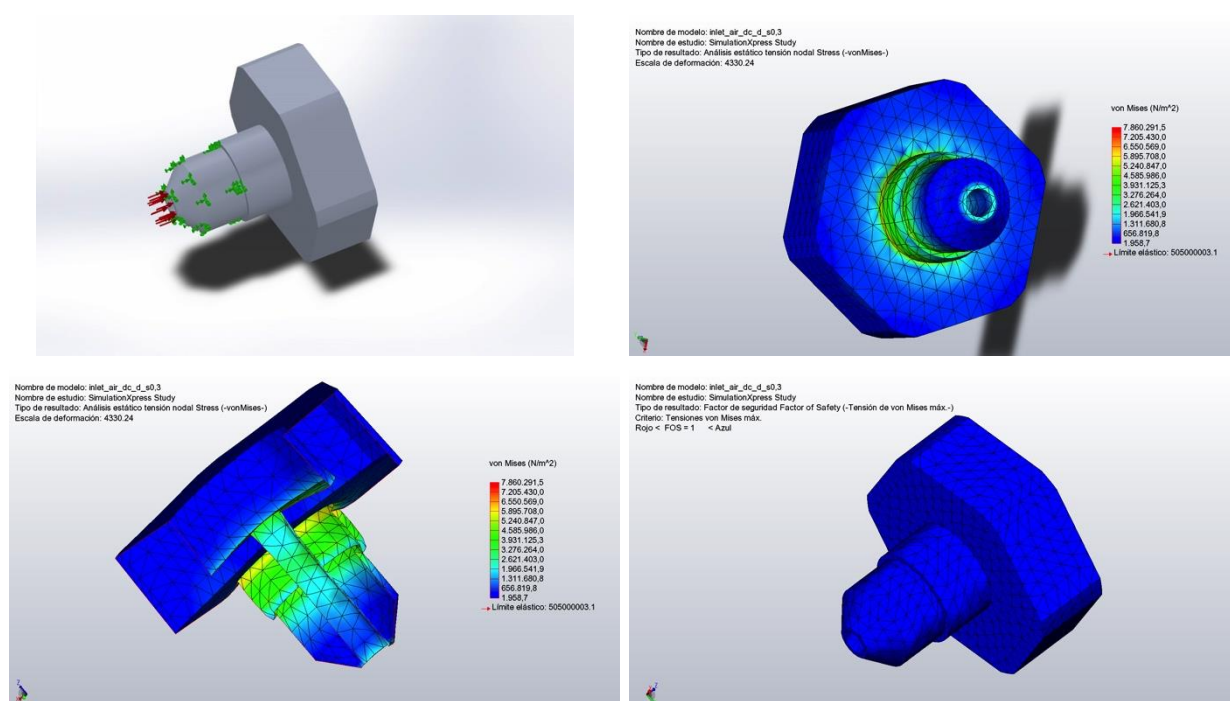 Nombre de modelo: inlet_air_dc_d_s0,3
Nombre de estudio: SimulationXpress Study
Tipo de resultado: Análisis estático tensión nodal Stress (-vonMises-)
Escala de deformación: 4330.24
von Mises (N/m^2)
7.860.291,5
7.205.430,0
6.550.569,0
5.895.708,0
5.240.847,0
4.585.986,0
3.931.125,3
3.276.264,0
2.621.403,0
1.966.541,9
1.311.680,8
656.819,8
1.958,7
Límite elástico: 505000003.1
Nombre de modelo: inlet_air_dc_d_s0,3
Nombre de estudio: SimulationXpress Study
Tipo de resultado: Análisis estático tensión nodal Stress (-vonMises-)
Escala de deformación: 4330.24
von Mises (N/m^2)
7.860.291,5
7.205.430,0
6.550.569,0
5.895.708,0
5.240.847,0
4.585.986,0
3.931.125,3
3.276.264,0
2.621.403,0
1.966.541,9
1.311.680,8
656.819,8
1.958,7
Límite elástico: 505000003.1
Nombre de modelo: inlet_air_dc_d_s0,3
Nombre de estudio: SimulationXpress Study
Tipo de resultado: Factor de seguridad Factor of Safety (-Tensión de von Mises máx.-)
Criterio: Tensiones von Mises máx.
Rojo < FOS = 1 < Azul